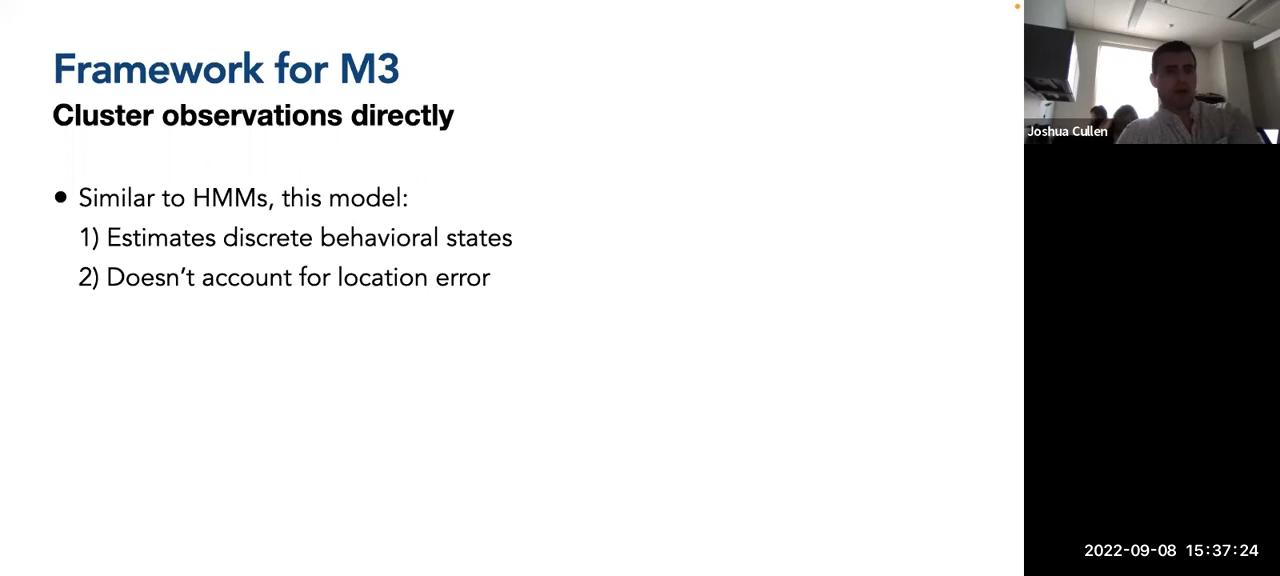 Framework for M3
Cluster observations directly
• Similar to HMMs, this model:
1) Estimates discrete behavioral states
2) Doesn’t account for location error
Joshua Cullen
2022-09-08 15:37:24